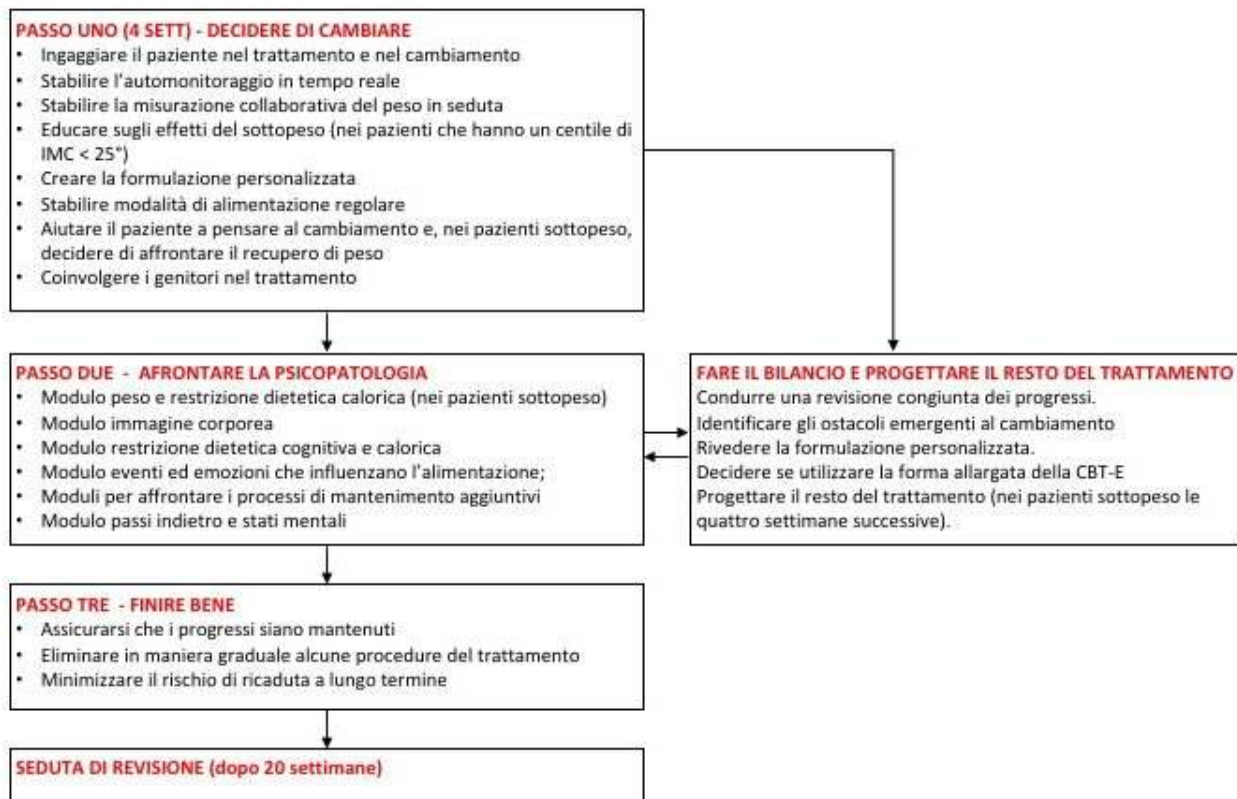 PASSO UNO (4 SETT) - DECIDERE DI CAMBIARE
• Ingaggiare il paziente nel trattamento e nel cambiamento
• Stabilire l'automonitoraggio in tempo reale
• Stabilire la misurazione collaborativa del peso in seduta
• Educare sugli effetti del sottopeso (nei pazienti che hanno un centile di
IMC < 25°)
• Creare la formulazione personalizzata
• Stabilire modalità di alimentazione regolare
• Aiutare il paziente a pensare al cambiamento e, nei pazienti sottopeso,
decidere di affrontare il recupero di peso
• Coinvolgere i genitori nel trattamento
PASSO DUE - AFRONTARE LA PSICOPATOLOGIA
• Modulo peso e restrizione dietetica calorica (nei pazienti sottopeso)
• Modulo immagine corporea
• Modulo restrizione dietetica cognitiva e calorica
• Modulo eventi ed emozioni che influenzano l'alimentazione;
• Moduli per affrontare i processi di mantenimento aggiuntivi
• Modulo passi indietro e stati mentali
FARE IL BILANCIO E PROGETTARE IL RESTO DEL TRATTAMENTO
Condurre una revisione congiunta dei progressi.
Identificare gli ostacoli emergenti al cambiamento
Rivedere la formulazione personalizzata.
Decidere se utilizzare la forma allargata della CBT-E
Progettare il resto del trattamento (nei pazienti sottopeso le
quattro settimane successive).
PASSO TRE - FINIRE BENE
• Assicurarsi che i progressi siano mantenuti
• Eliminare in maniera graduale alcune procedure del trattamento
• Minimizzare il rischio di ricaduta a lungo termine
SEDUTA DI REVISIONE (dopo 20 settimane)